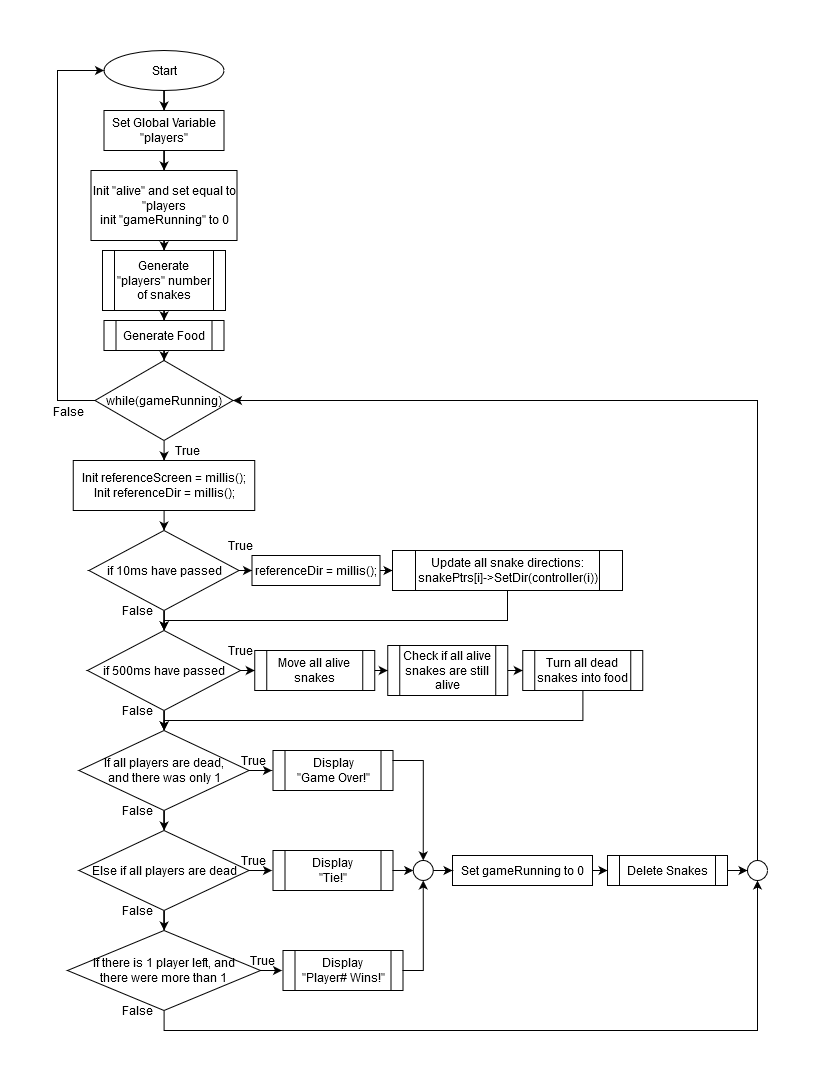 Start
Set Global Variable
"players"
Init "alive" and set equal to
"players
init "gameRunning" to 0
Generate
"players" number
of snakes
Generate Food
while(gameRunning)
False
True
Init referenceScreen = millis();
Init referenceDir = millis();
if 10ms have passed
True
referenceDir = millis();
Update all snake directions:
snakePtrs[i]->SetDir(controller(i))
False
if 500ms have passed
True
Move all alive
snakes
Check if all alive
snakes are still
alive
Turn all dead
snakes into food
False
If all players are dead,
and there was only 1
True
Display
"Game Over!"
False
Else if all players are dead
True
Display
"Tie!"
Set gameRunning to 0
Delete Snakes
False
If there is 1 player left, and
there were more than 1
True
Display
"Player# Wins!"
False